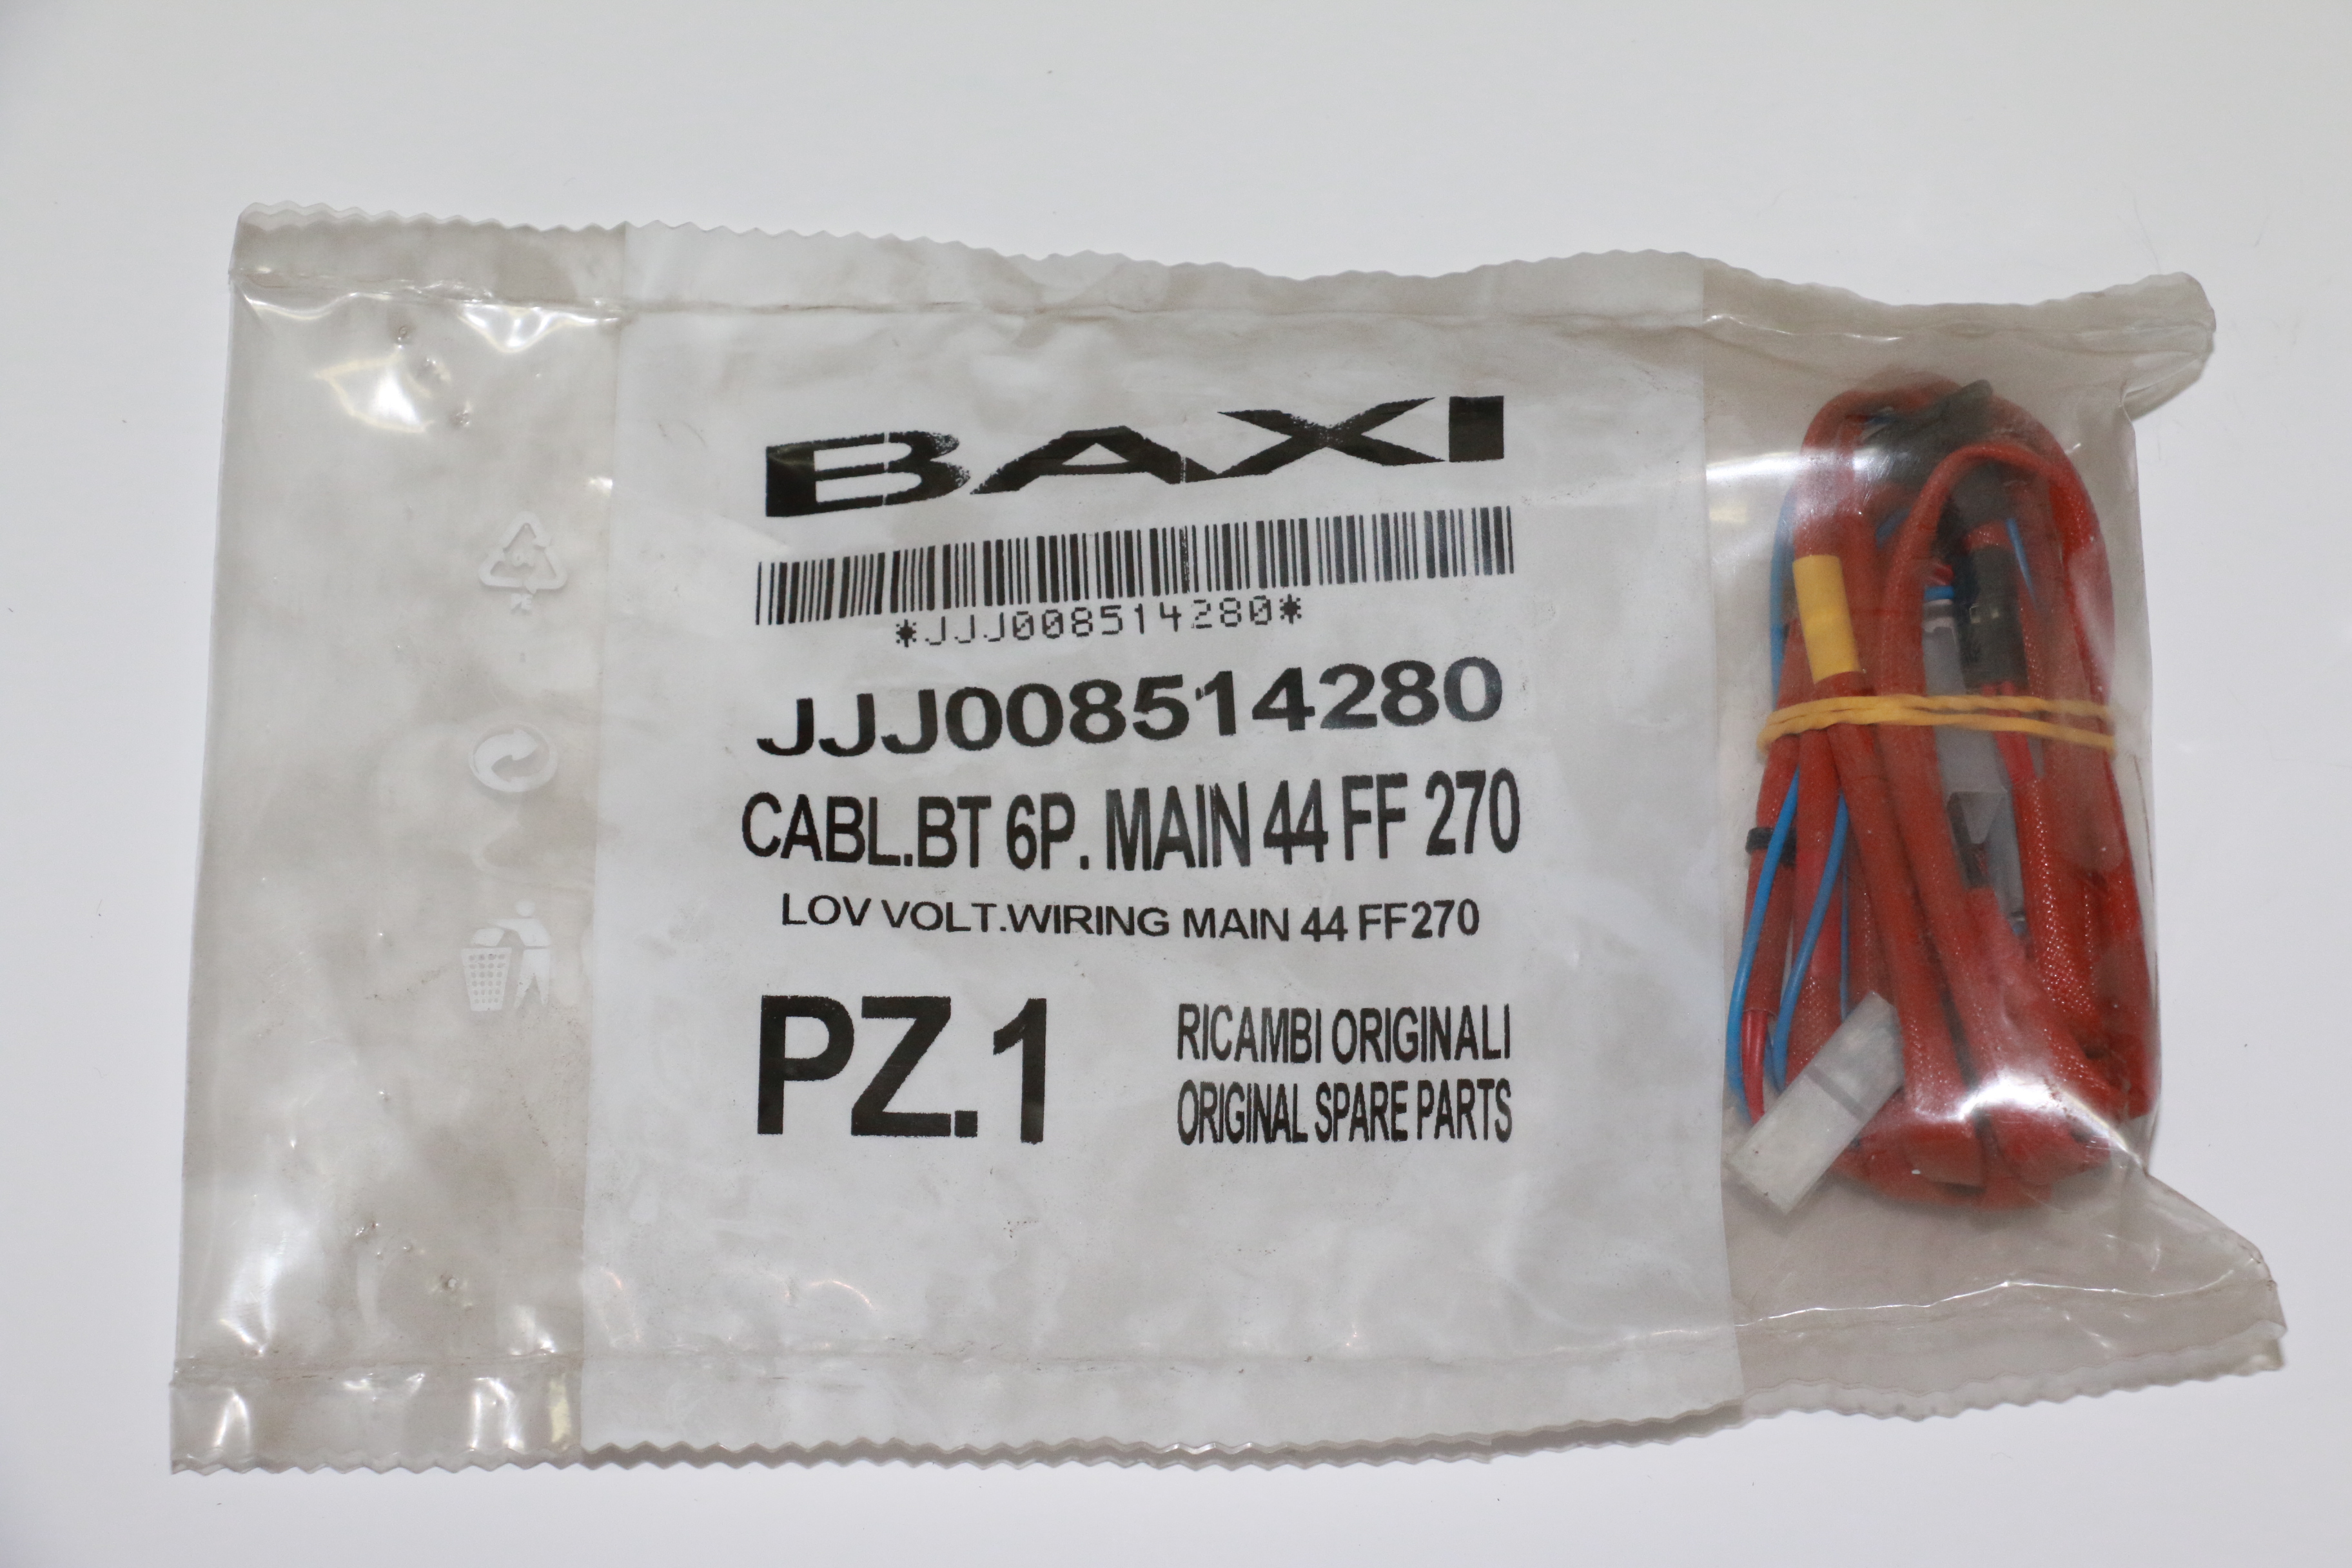 BAXI
*JJJ008514280*
JJJ008514280
CABL.BT 6P. MAIN 44 FF 270
LOV VOLT.WIRING MAIN 44 FF270
PZ.1
RICAMBI ORIGINALI
ORIGINAL SPARE PARTS